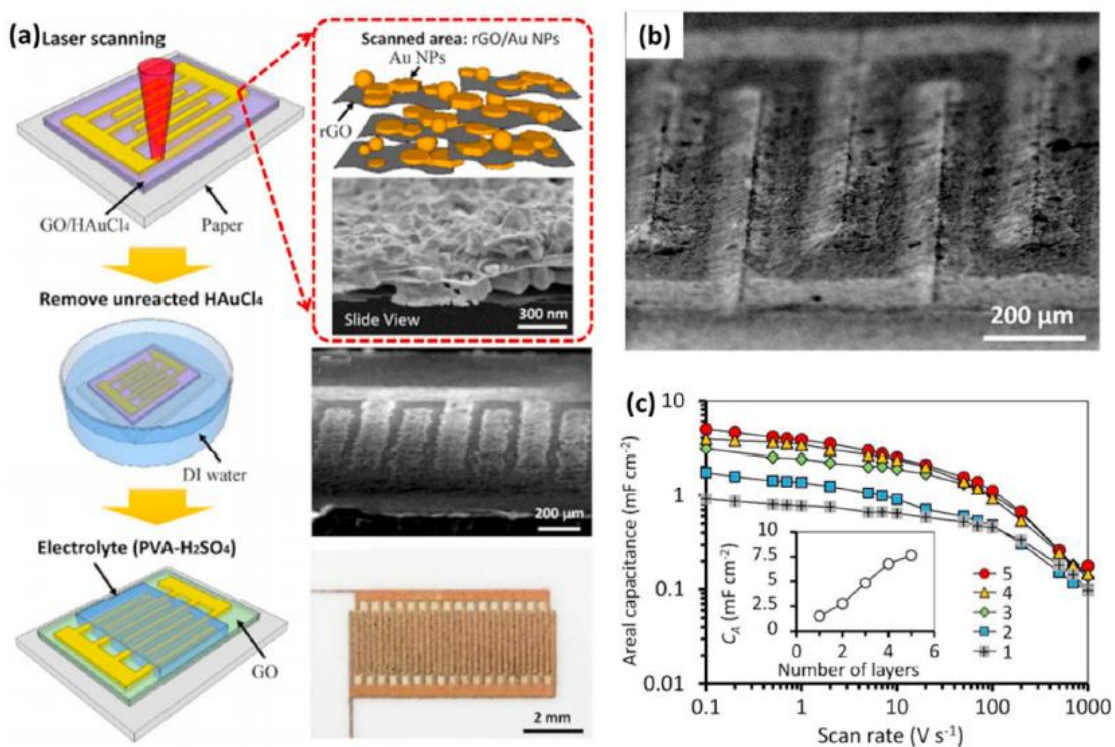 (a)
Laser scanning
GO/HAuCl₄
Paper
Remove unreacted HAuCl₄
DI water
Electrolyte (PVA-H₂SO₄)
GO
Scanned area: rGO/Au NPs
Au NPs
rGO
Slide View
300 nm
200 µm
2 mm
(b)
200 µm
(c)
Areal capacitance (mF cm⁻²)
10
1
0.1
0.01
0.1
1
10
100
1000
Scan rate (V s⁻¹)
C_A (mF cm⁻²)
10
7.5
5
2.5
0
0
2
4
6
Number of layers
5
4
3
2
1